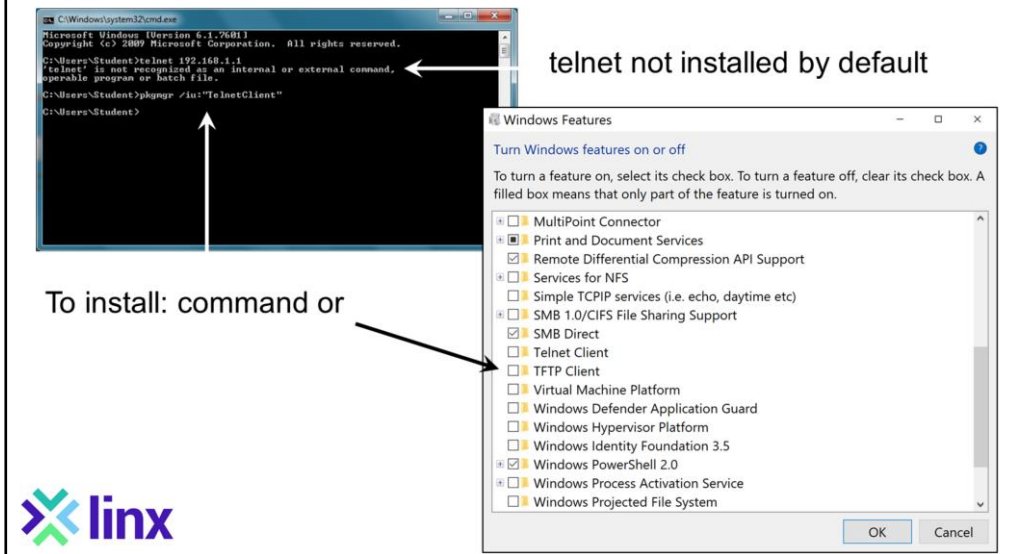 C:\Windows\system32\cmd.exe
Microsoft Windows [Version 6.1.7601]
Copyright (c) 2009 Microsoft Corporation.  All rights reserved.
C:\Users\Student>telnet 192.168.1.1
'telnet' is not recognized as an internal or external command,
operable program or batch file.
C:\Users\Student>pkgmgr /iu:"TelnetClient"
C:\Users\Student>
telnet not installed by default
To install: command or
Windows Features
Turn Windows features on or off
To turn a feature on, select its check box. To turn a feature off, clear its check box. A
filled box means that only part of the feature is turned on.
MultiPoint Connector
Print and Document Services
Remote Differential Compression API Support
Services for NFS
Simple TCPIP services (i.e. echo, daytime etc)
SMB 1.0/CIFS File Sharing Support
SMB Direct
Telnet Client
TFTP Client
Virtual Machine Platform
Windows Defender Application Guard
Windows Hypervisor Platform
Windows Identity Foundation 3.5
Windows PowerShell 2.0
Windows Process Activation Service
Windows Projected File System
OK Cancel
linx